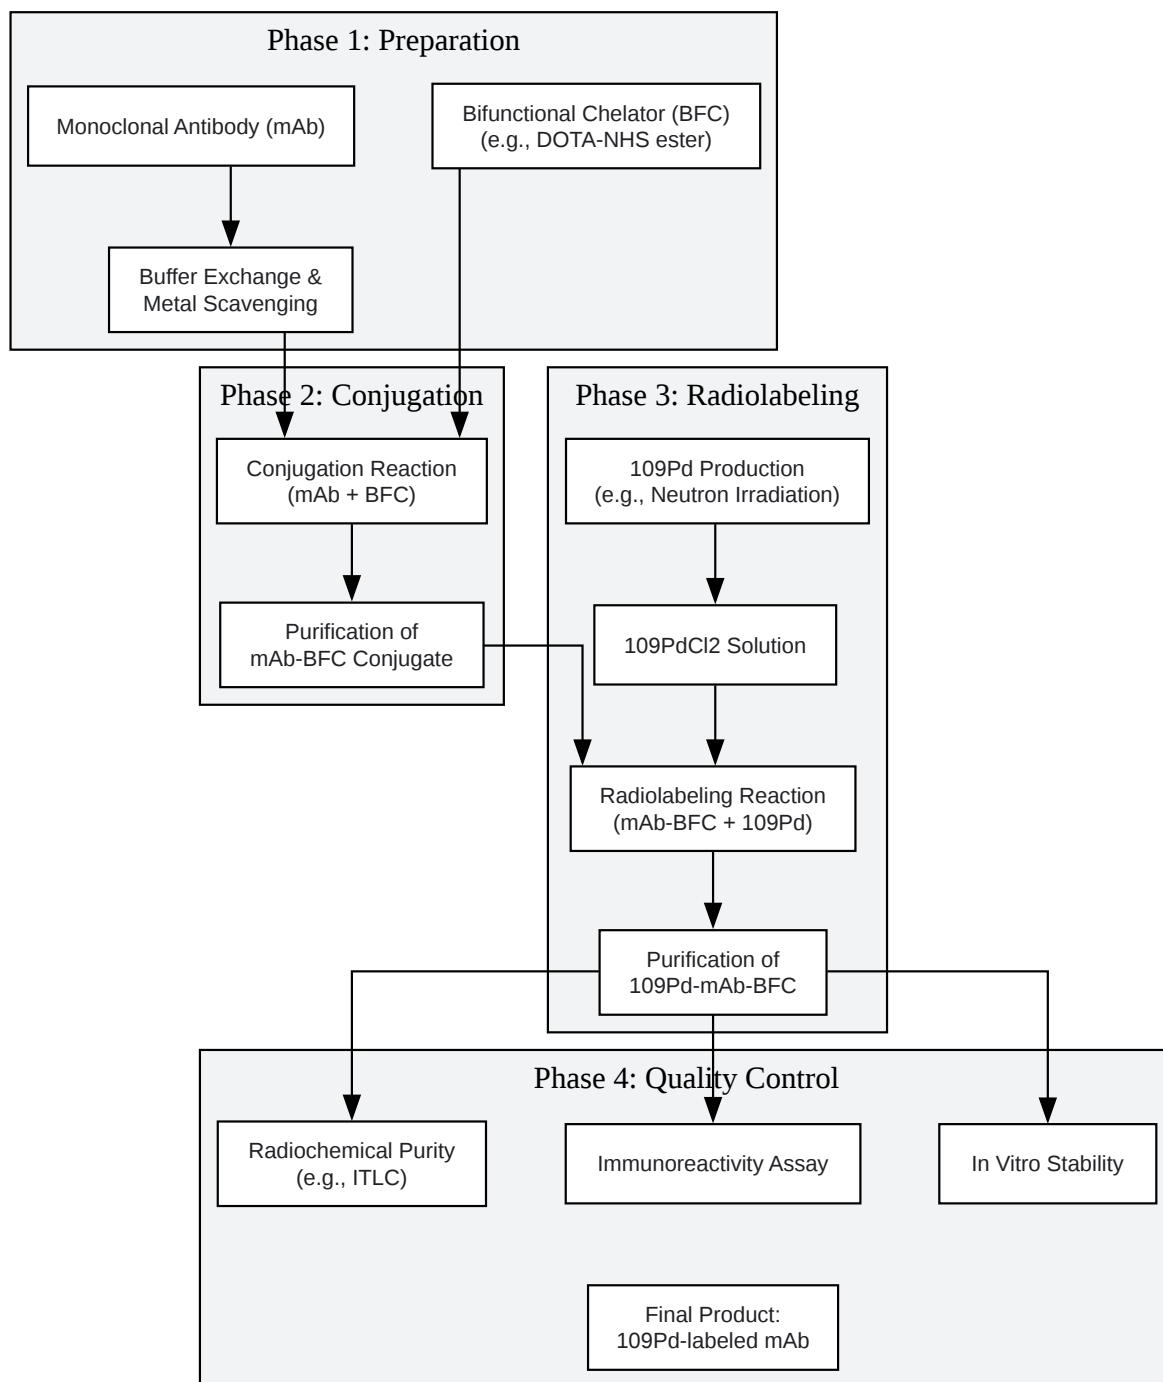 Phase 1: Preparation
Monoclonal Antibody (mAb)
Bifunctional Chelator (BFC)
(e.g., DOTA-NHS ester)
Buffer Exchange &
Metal Scavenging
Phase 2: Conjugation
Conjugation Reaction
(mAb + BFC)
Purification of
mAb-BFC Conjugate
Phase 3: Radiolabeling
109Pd Production
(e.g., Neutron Irradiation)
109PdCl2 Solution
Radiolabeling Reaction
(mAb-BFC + 109Pd)
Purification of
109Pd-mAb-BFC
Phase 4: Quality Control
Radiochemical Purity
(e.g., ITLC)
Immunoreactivity Assay
In Vitro Stability
Final Product:
109Pd-labeled mAb